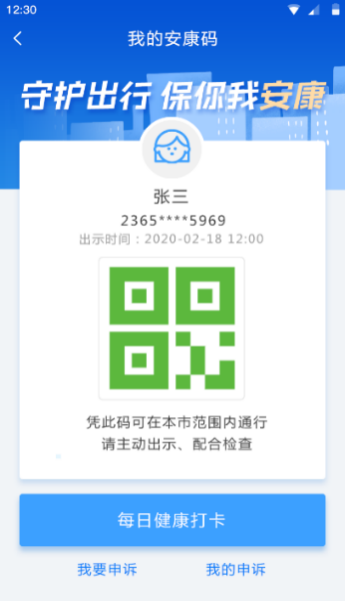 12:30
我的安康码
守护出行 保你我安康
张三
2365****5969
出示时间：2020-02-18 12:00
凭此码可在本市范围内通行
请主动出示、配合检查
每日健康打卡
我要申诉
我的申诉